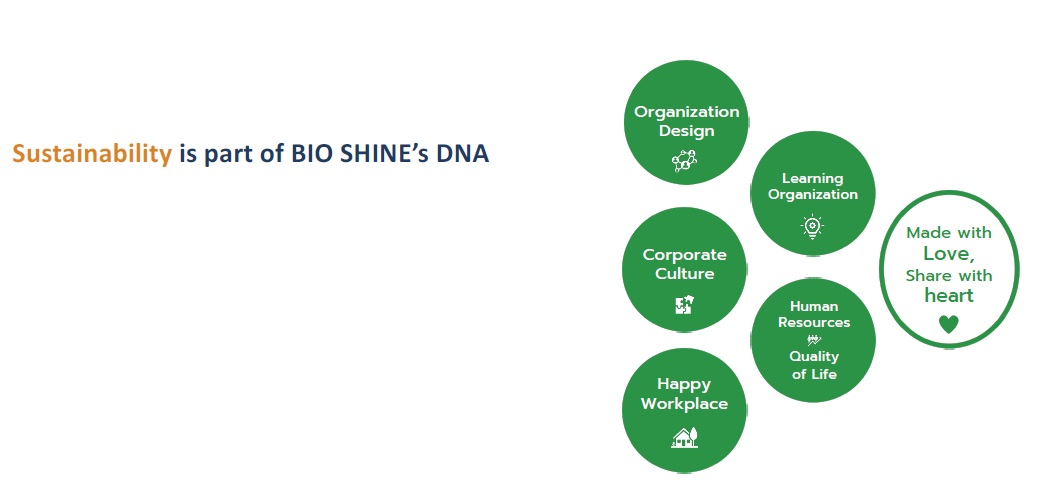 Sustainability is part of BIO SHINE's DNA
Organization
Design
Learning
Organization
Corporate
Culture
Human
Resources
Quality
of Life
Happy
Workplace
Made with
Love,
Share with
heart